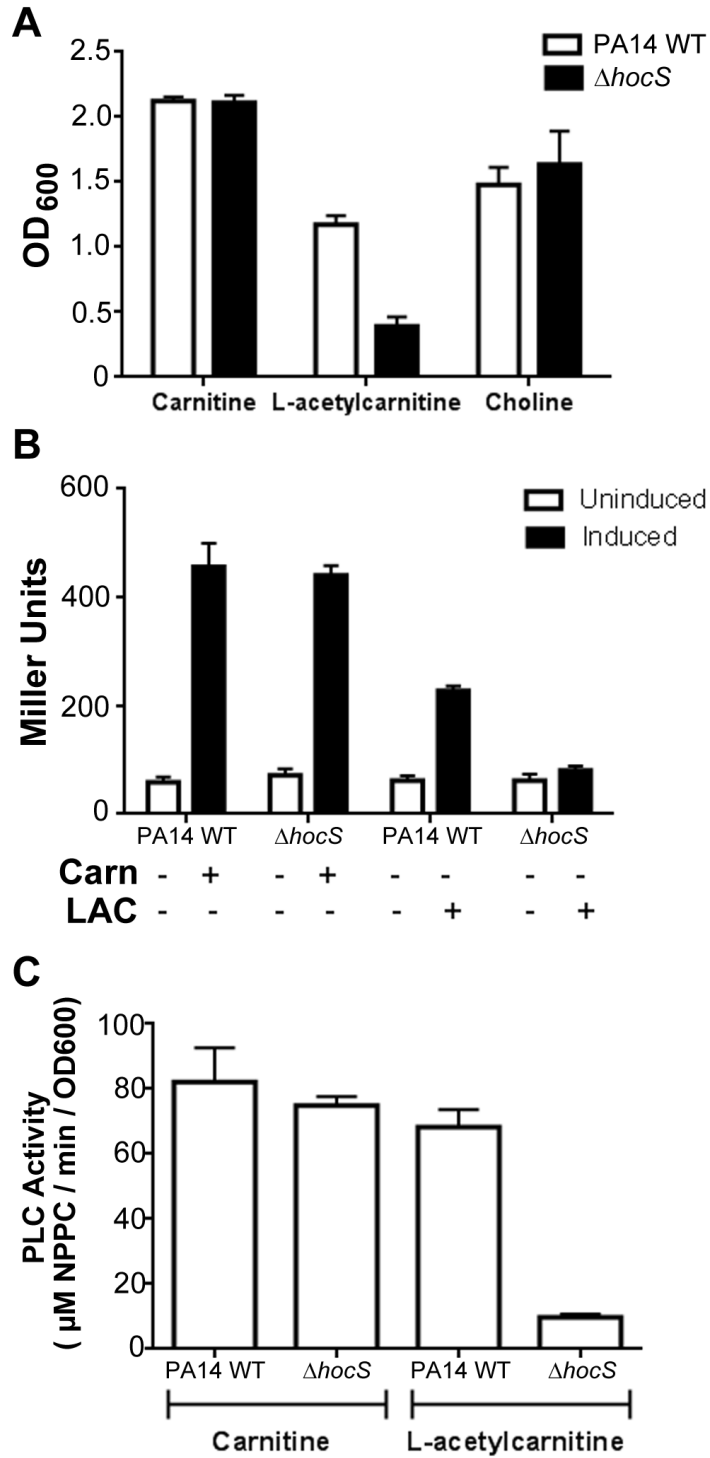 A
PA14 WT
ΔhocS
2.5
2.0
1.5
1.0
0.5
0
OD600
Carnitine L-acetylcarnitine Choline
B
Uninduced
Induced
600
400
200
0
Miller Units
PA14 WT ΔhocS PA14 WT ΔhocS
Carn - + - + - - - -
LAC - - - - - + - +
C
100
80
60
40
20
0
PLC Activity
( µM NPPC / min / OD600)
PA14 WT ΔhocS PA14 WT ΔhocS
Carnitine L-acetylcarnitine